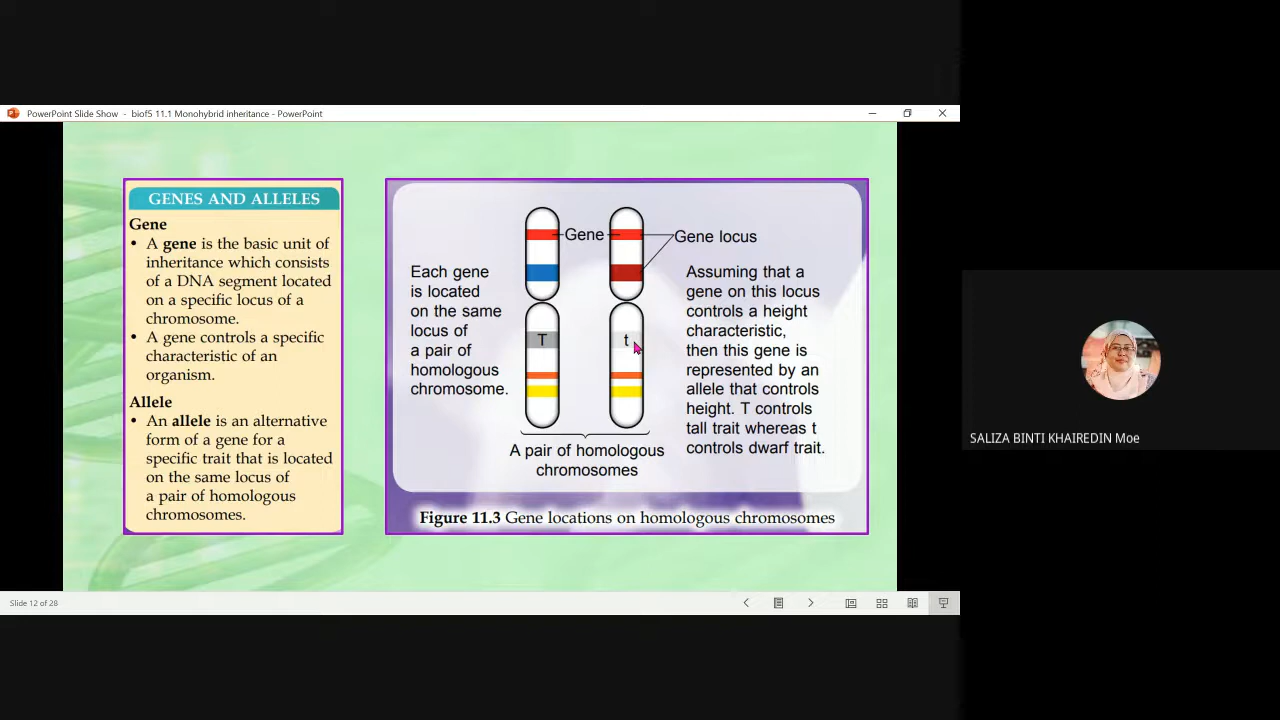 PowerPoint Slide Show - biof5 11.1 Monohybrid inheritance - PowerPoint
GENES AND ALLELES
Gene
• A gene is the basic unit of
inheritance which consists
of a DNA segment located
on a specific locus of a
chromosome.
• A gene controls a specific
characteristic of an
organism.
Allele
• An allele is an alternative
form of a gene for a
specific trait that is located
on the same locus of
a pair of homologous
chromosomes.
Gene
Gene locus
Each gene
is located
on the same
locus of
a pair of
homologous
chromosome.
T
t
Assuming that a
gene on this locus
controls a height
characteristic,
then this gene is
represented by an
allele that controls
height. T controls
tall trait whereas t
controls dwarf trait.
A pair of homologous
chromosomes
Figure 11.3 Gene locations on homologous chromosomes
Slide 12 of 28
SALIZA BINTI KHAIREDIN Moe